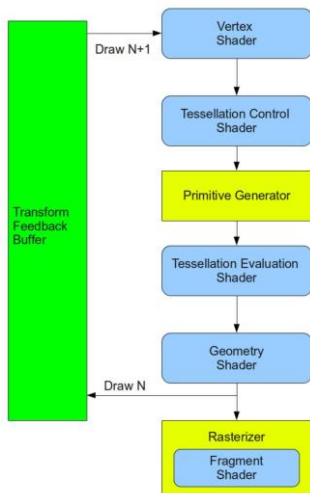 Vertex
Shader
Draw N+1
Tessellation Control
Shader
Primitive Generator
Transform
Feedback
Buffer
Tessellation Evaluation
Shader
Geometry
Shader
Draw N
Rasterizer
Fragment
Shader